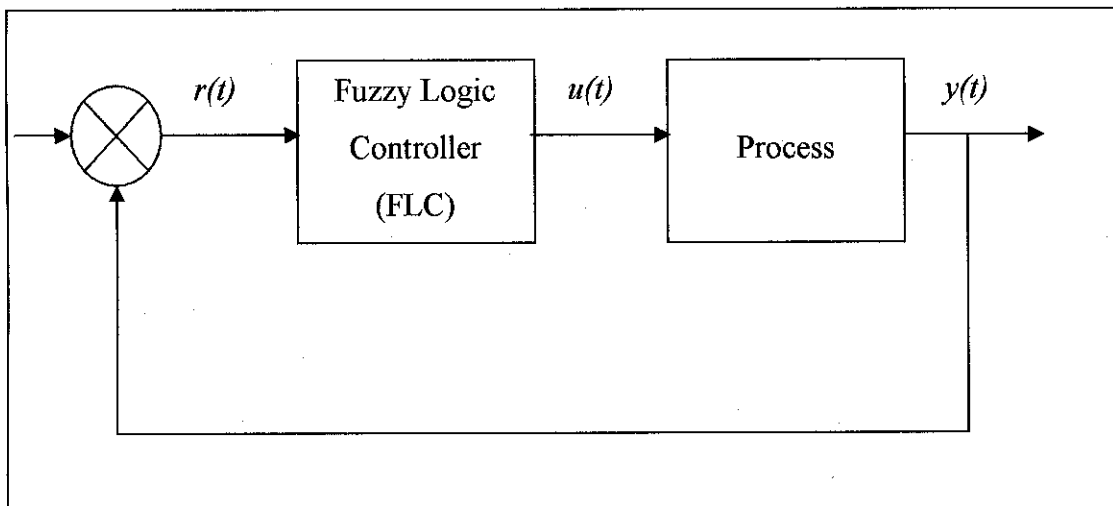 r(t)
Fuzzy Logic
Controller
(FLC)
u(t)
Process
y(t)